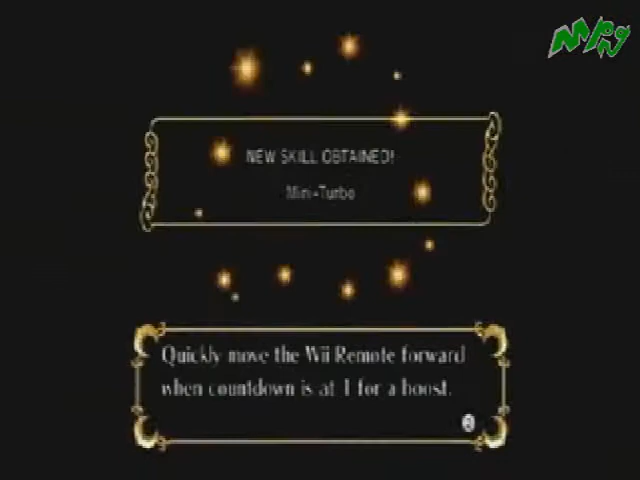 NEW SKILL OBTAINED!
Mini-Turbo
Quickly move the Wii Remote forward
when countdown is at 1 for a boost.